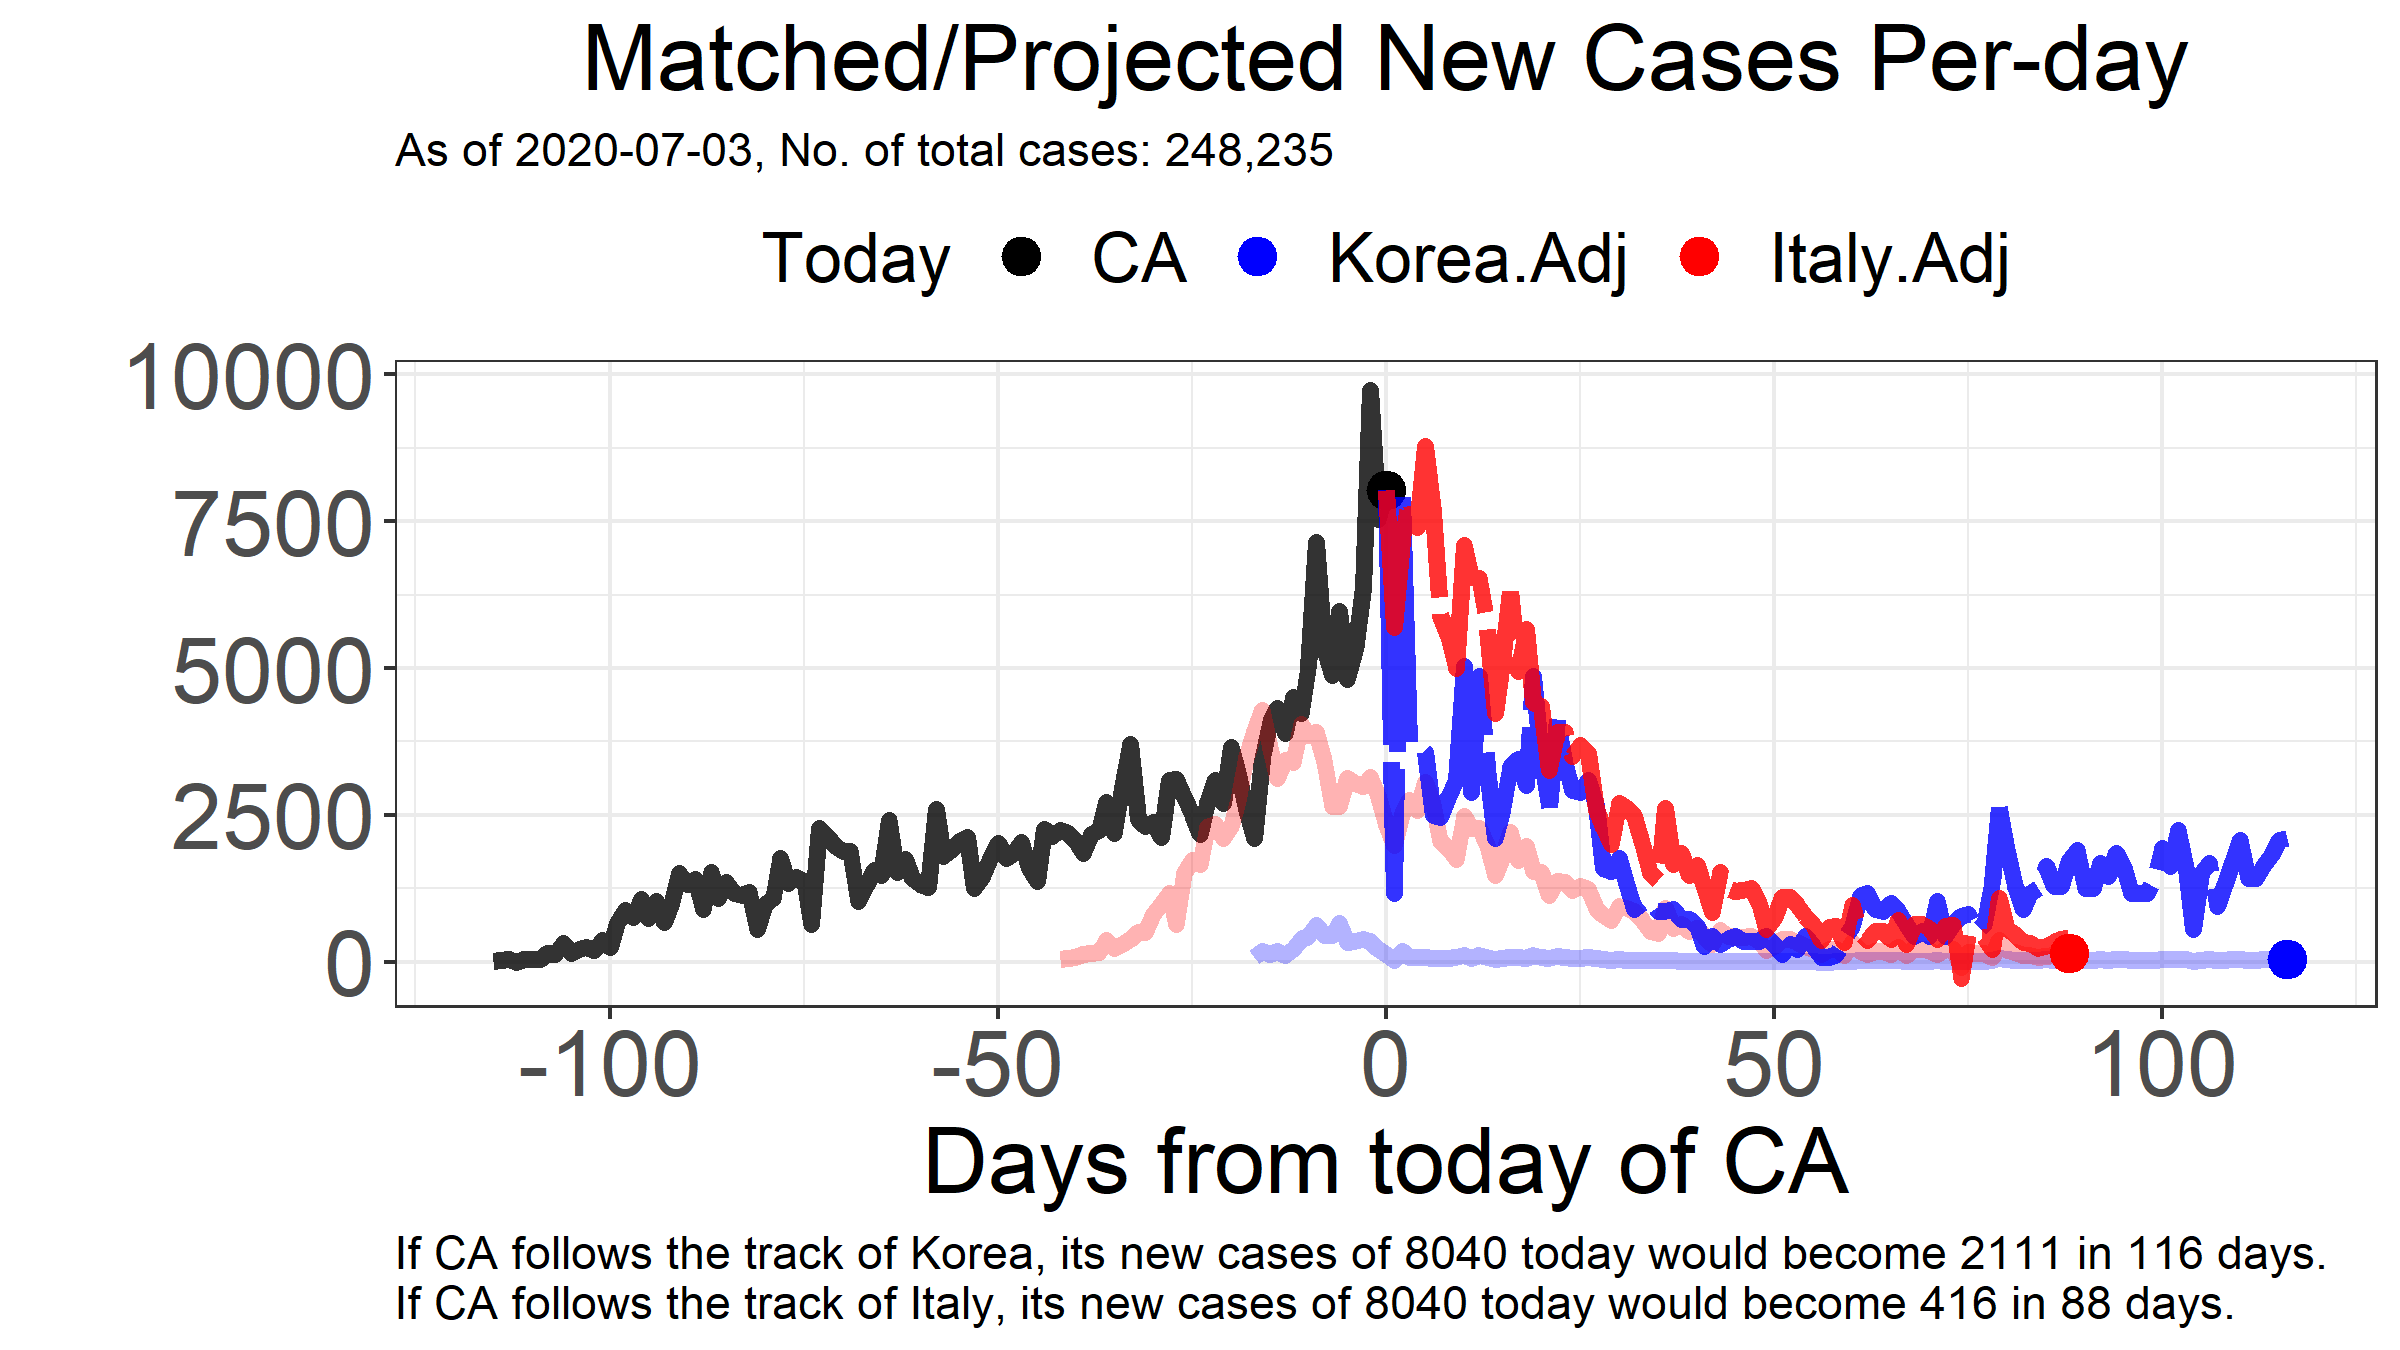 Matched/Projected New Cases Per-day
As of 2020-07-03, No. of total cases: 248,235
Today CA Korea.Adj Italy.Adj
10000
7500
5000
2500
0
-100 -50 0 50 100
Days from today of CA
If CA follows the track of Korea, its new cases of 8040 today would become 2111 in 116 days.
If CA follows the track of Italy, its new cases of 8040 today would become 416 in 88 days.